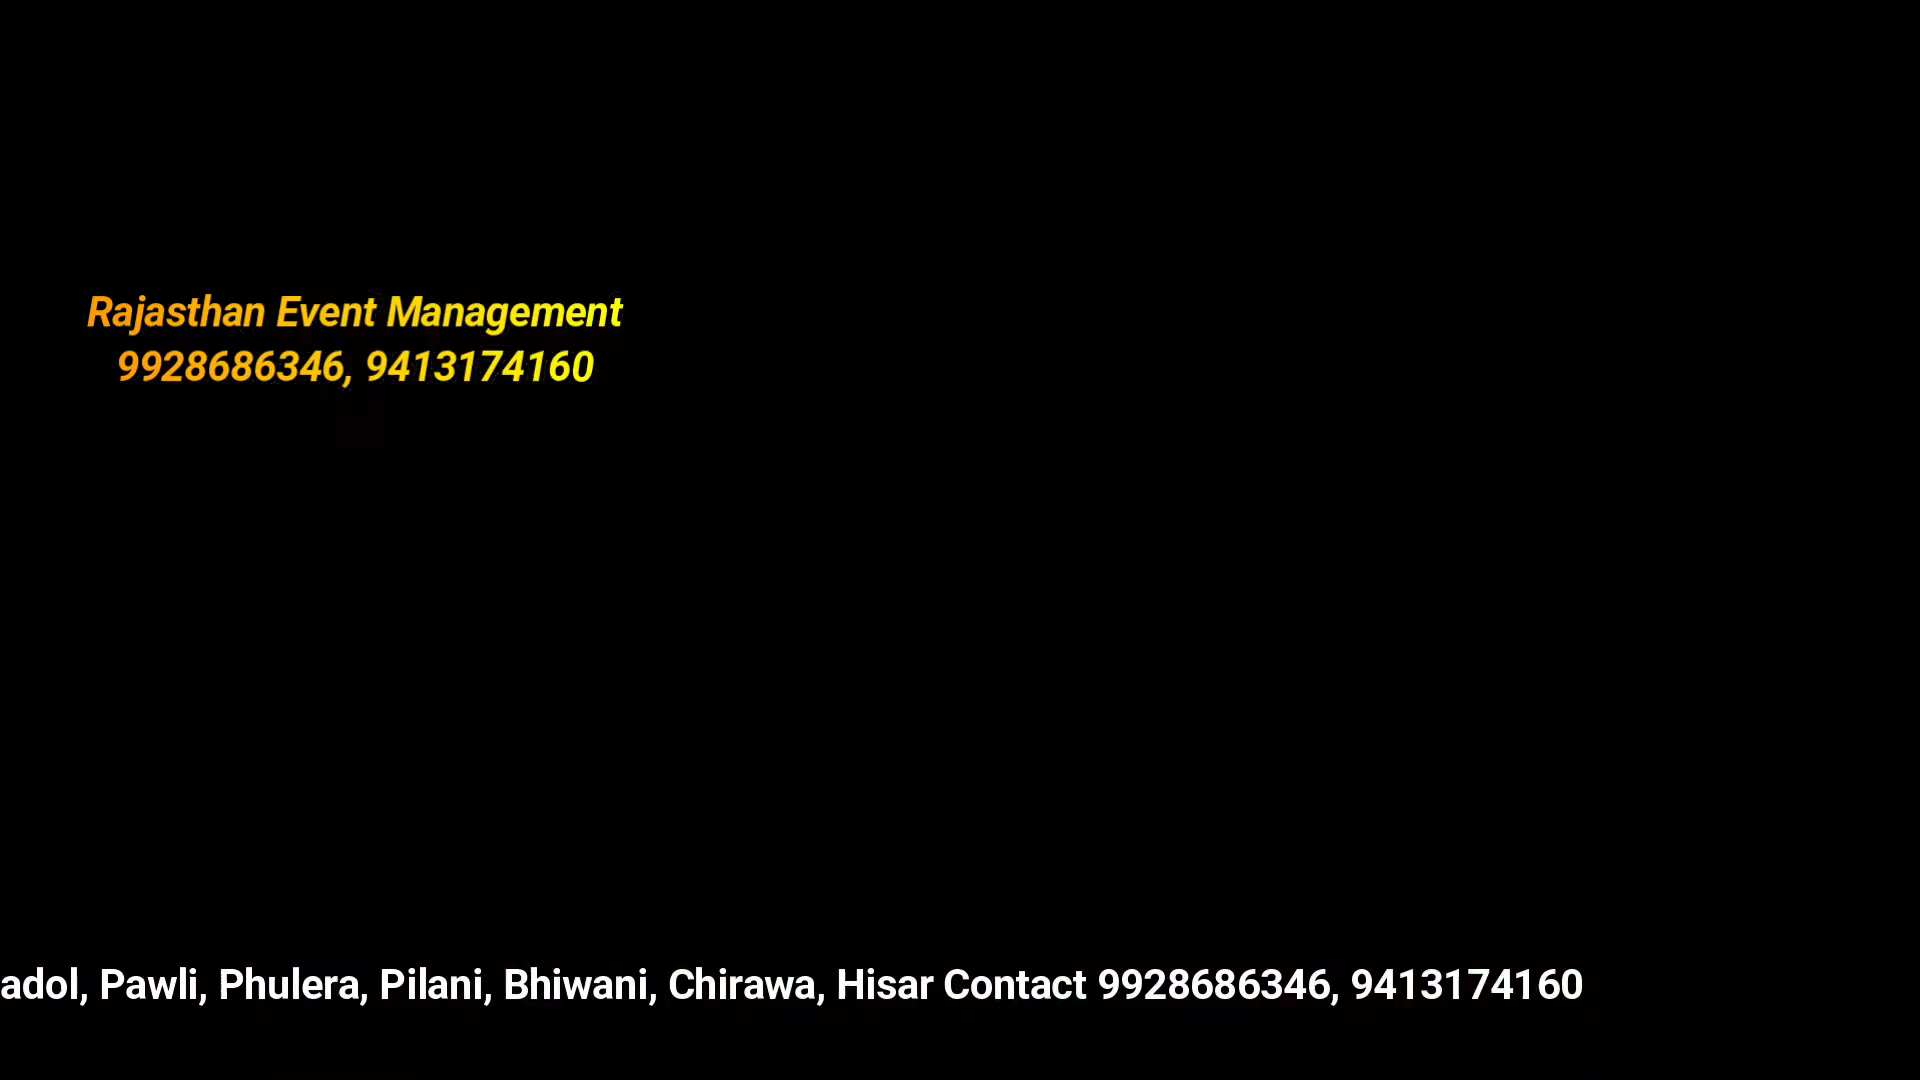 Rajasthan Event Management
9928686346, 9413174160
adol, Pawli, Phulera, Pilani, Bhiwani, Chirawa, Hisar Contact 9928686346, 9413174160